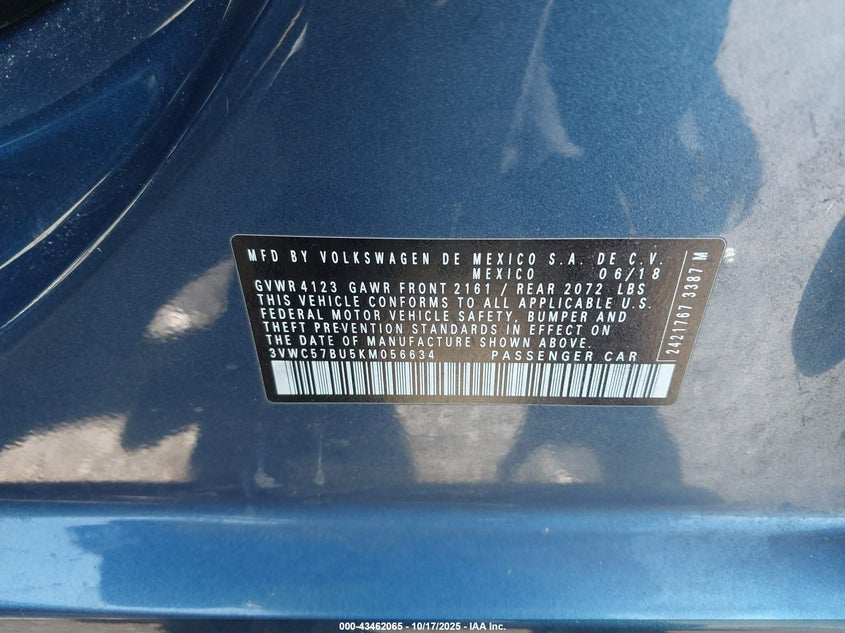 MFD BY VOLKSWAGEN DE MEXICO S.A. DE C.V.
MEXICO 06/18
GVWR 4123 GAWR FRONT 2161 / REAR 2072 LBS
THIS VEHICLE CONFORMS TO ALL APPLICABLE U.S.
FEDERAL MOTOR VEHICLE SAFETY, BUMPER AND
THEFT PREVENTION STANDARDS IN EFFECT ON
THE DATE OF MANUFACTURE SHOWN ABOVE.
3VWC57BU5KM056634 PASSENGER CAR
2421767 3387 M
000-43462065 - 10/17/2025 - IAA Inc.